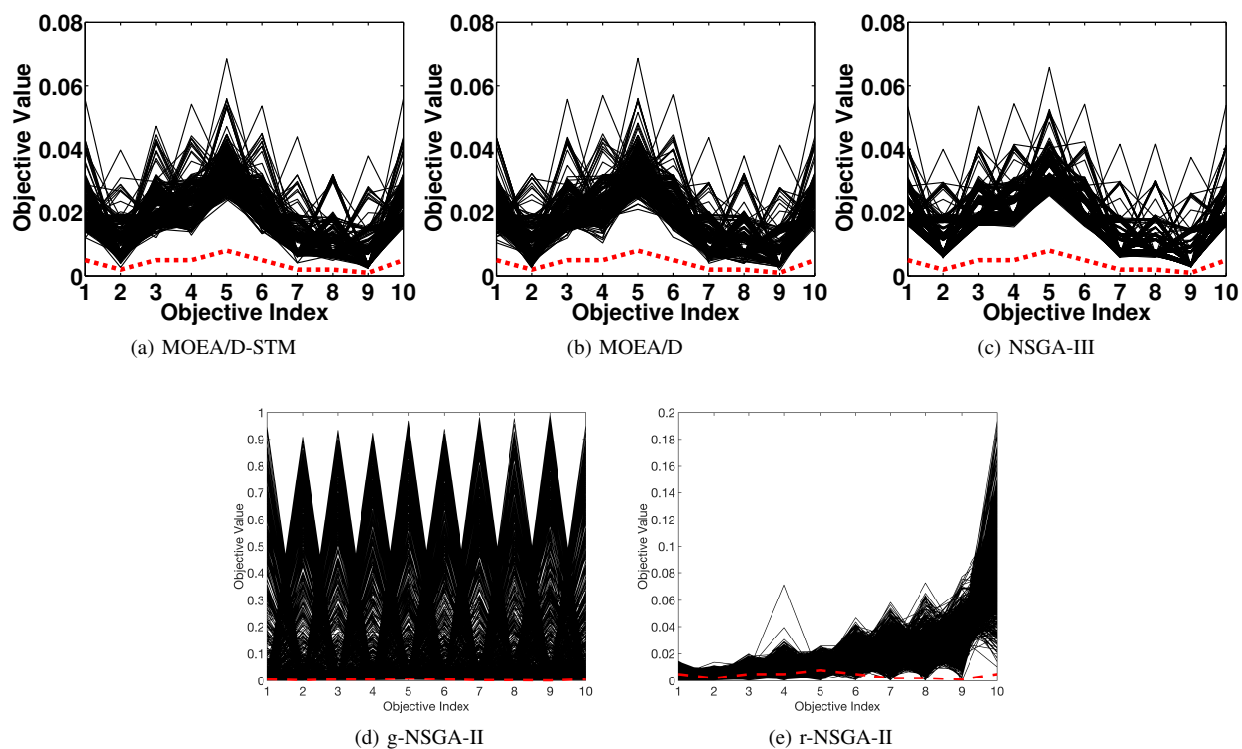 0.08
0.06
0.04
0.02
0
Objective Value
1 2 3 4 5 6 7 8 9 10
Objective Index
(a) MOEA/D-STM
0.08
0.06
0.04
0.02
0
Objective Value
1 2 3 4 5 6 7 8 9 10
Objective Index
(b) MOEA/D
0.08
0.06
0.04
0.02
0
Objective Value
1 2 3 4 5 6 7 8 9 10
Objective Index
(c) NSGA-III
1
0.9
0.8
0.7
0.6
0.5
0.4
0.3
0.2
0.1
0
Objective Value
1 2 3 4 5 6 7 8 9 10
Objective Index
(d) g-NSGA-II
0.2
0.18
0.16
0.14
0.12
0.1
0.08
0.06
0.04
0.02
0
Objective Value
1 2 3 4 5 6 7 8 9 10
Objective Index
(e) r-NSGA-II